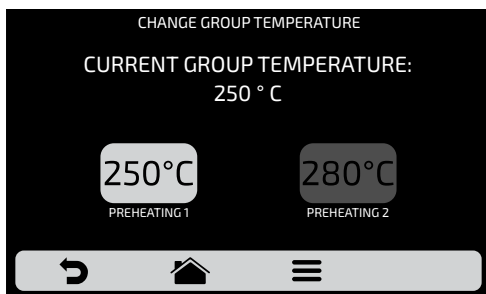 CHANGE GROUP TEMPERATURE
CURRENT GROUP TEMPERATURE:
250 ° C
250°C 280°C
PREHEATING 1 PREHEATING 2